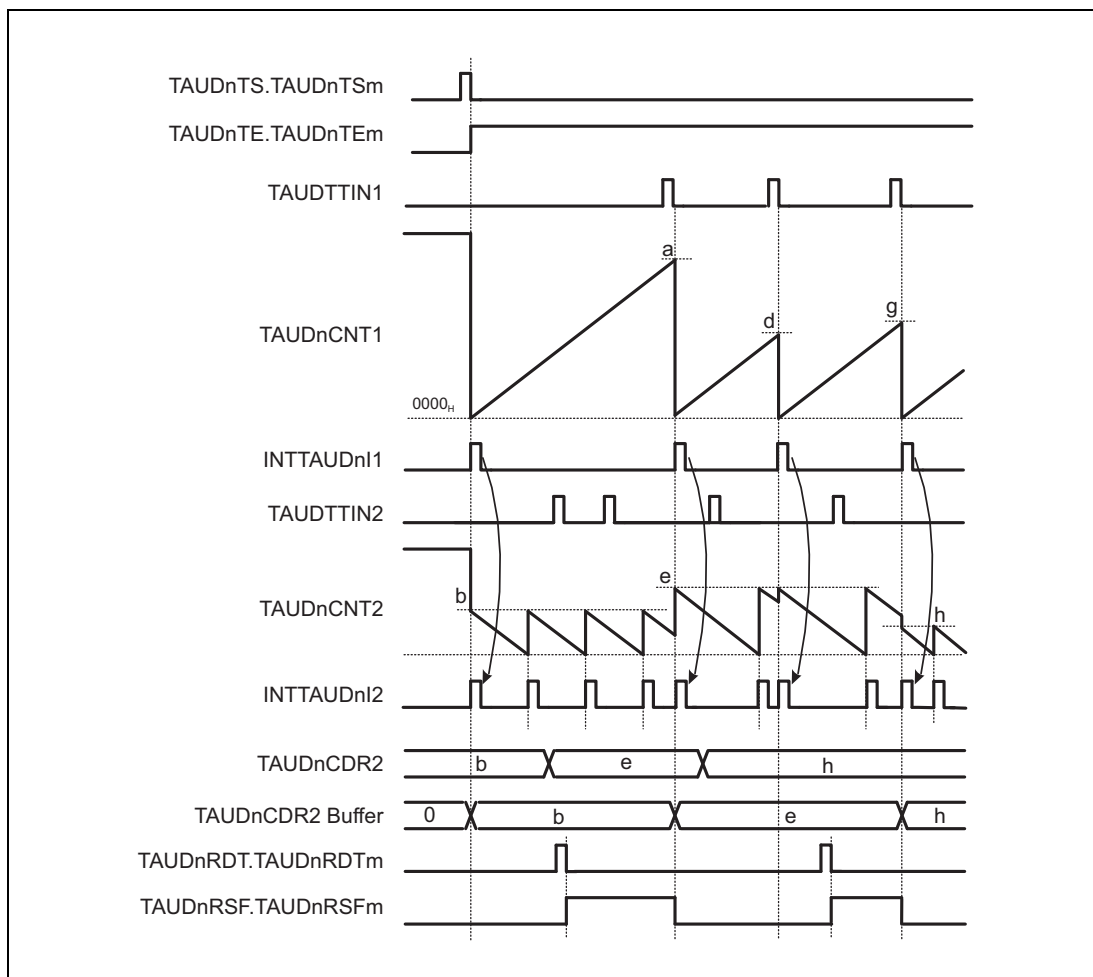 TAUDnTS.TAUDnTSm
TAUDnTE.TAUDnTEm
TAUDTTIN1
a
d
g
TAUDnCNT1
0000H
INTTAUDnI1
TAUDTTIN2
b
e
h
TAUDnCNT2
INTTAUDnI2
TAUDnCDR2
b
e
h
TAUDnCDR2 Buffer
0
b
e
h
TAUDnRDT.TAUDnRDTm
TAUDnRSF.TAUDnRSFm